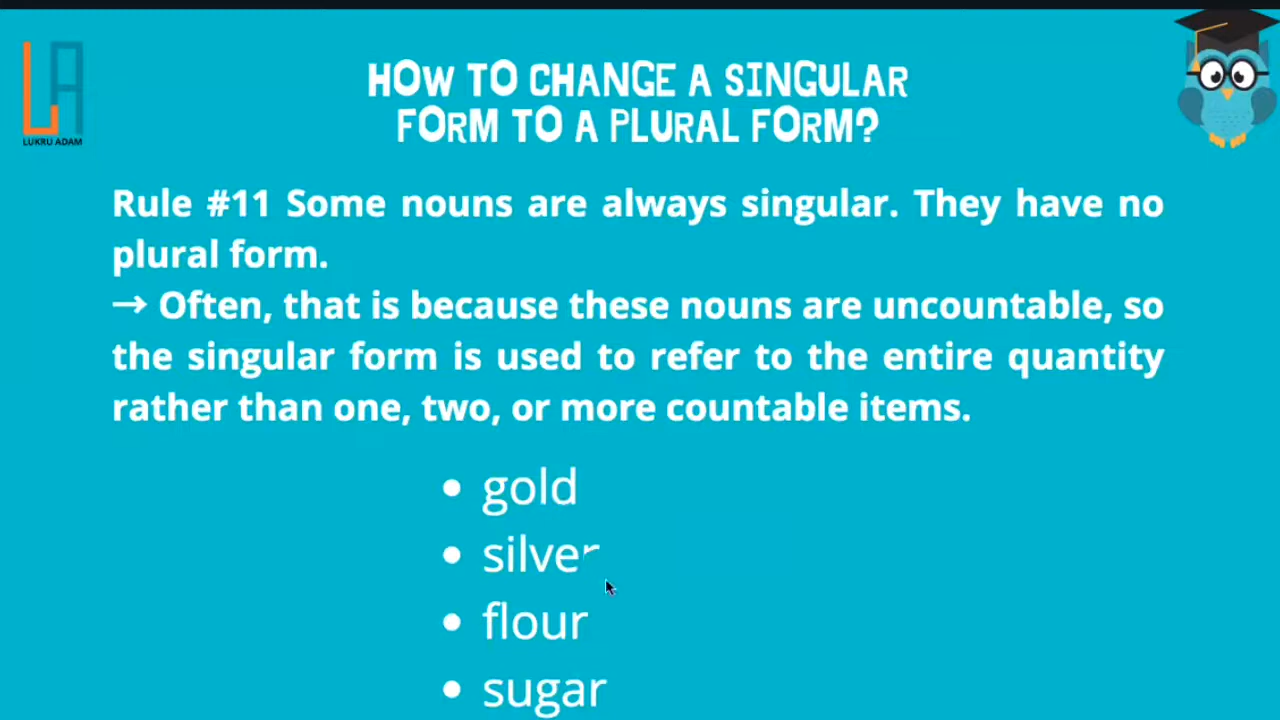 LUKRU ADAM
HOW TO CHANGE A SINGULAR
FORM TO A PLURAL FORM?
Rule #11 Some nouns are always singular. They have no
plural form.
→ Often, that is because these nouns are uncountable, so
the singular form is used to refer to the entire quantity
rather than one, two, or more countable items.
• gold
• silver
• flour
• sugar